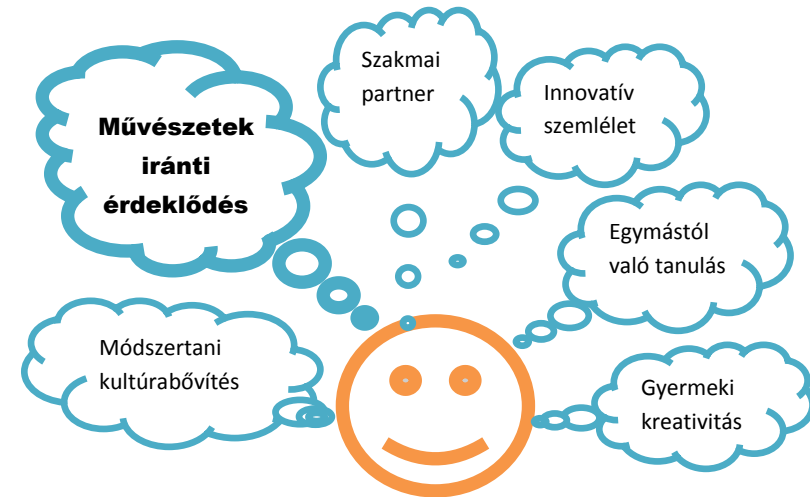 Művészetek
iránti
érdeklődés
Szakmai
partner
Innovatív
szemlélet
Egymástól
való tanulás
Módszertani
kultúrabővítés
Gyermeki
kreativitás